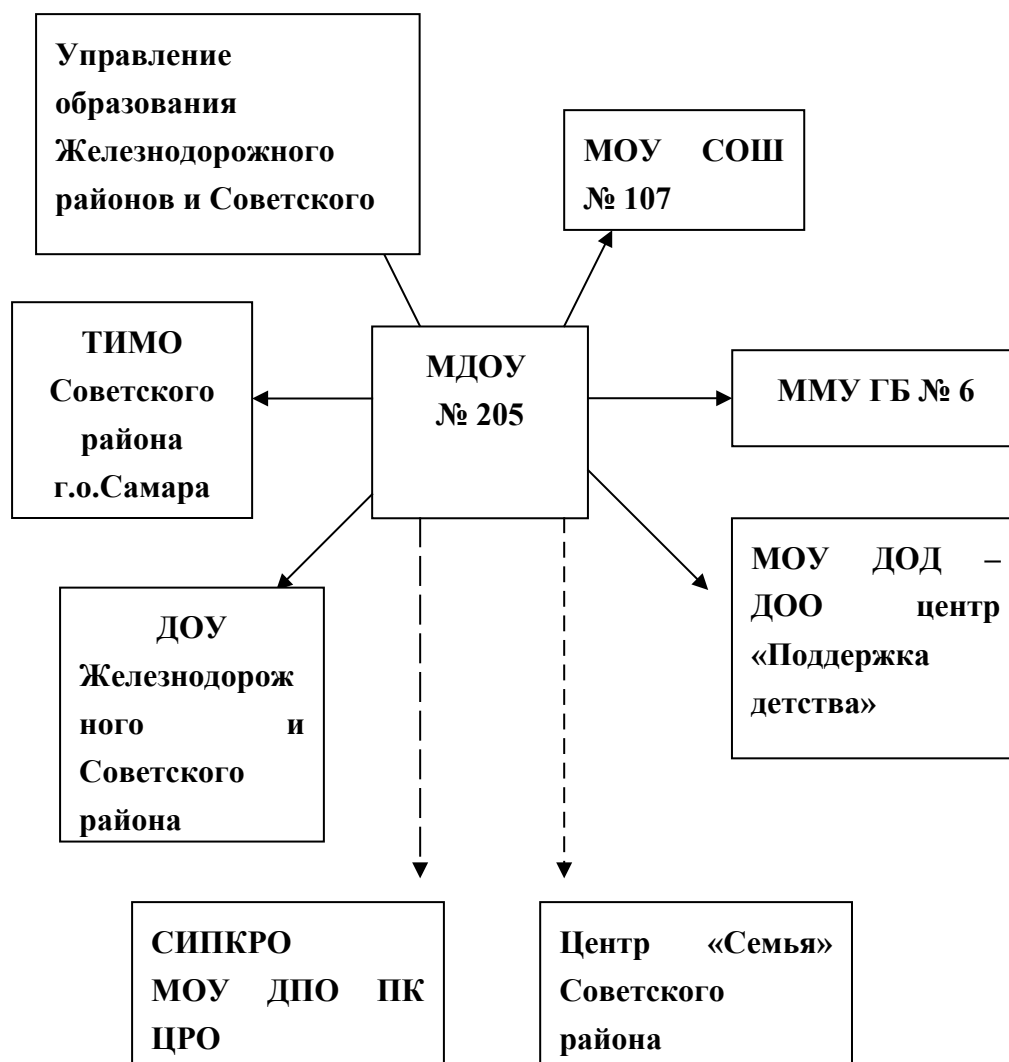 Управление
образования
Железнодорожного
районов и Советского
МОУ СОШ
№ 107
ТИМО
Советского
района
г.о.Самара
МДОУ
№ 205
ММУ ГБ № 6
ДОУ
Железнодорож
ного и
Советского
района
МОУ ДОД –
ДОО центр
«Поддержка
детства»
СИПКРО
МОУ ДПО ПК
ЦРО
Центр «Семья»
Советского
района